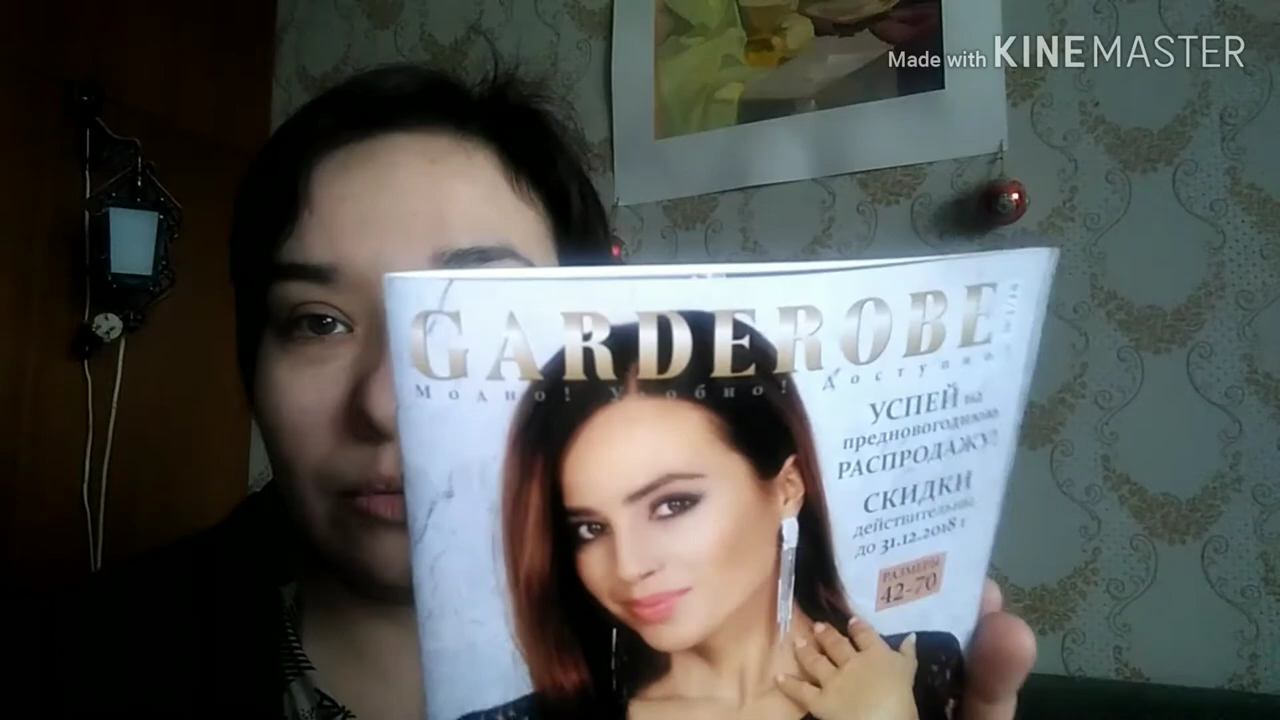 Made with KINEMASTER
GARDEROBE
Модно! Удобно! Доступно!
УСПЕЙ на
предновогоднюю
РАСПРОДАЖУ!
СКИДКИ
действительны
до 31.12.2018 г
РАЗМЕРЫ
42-70